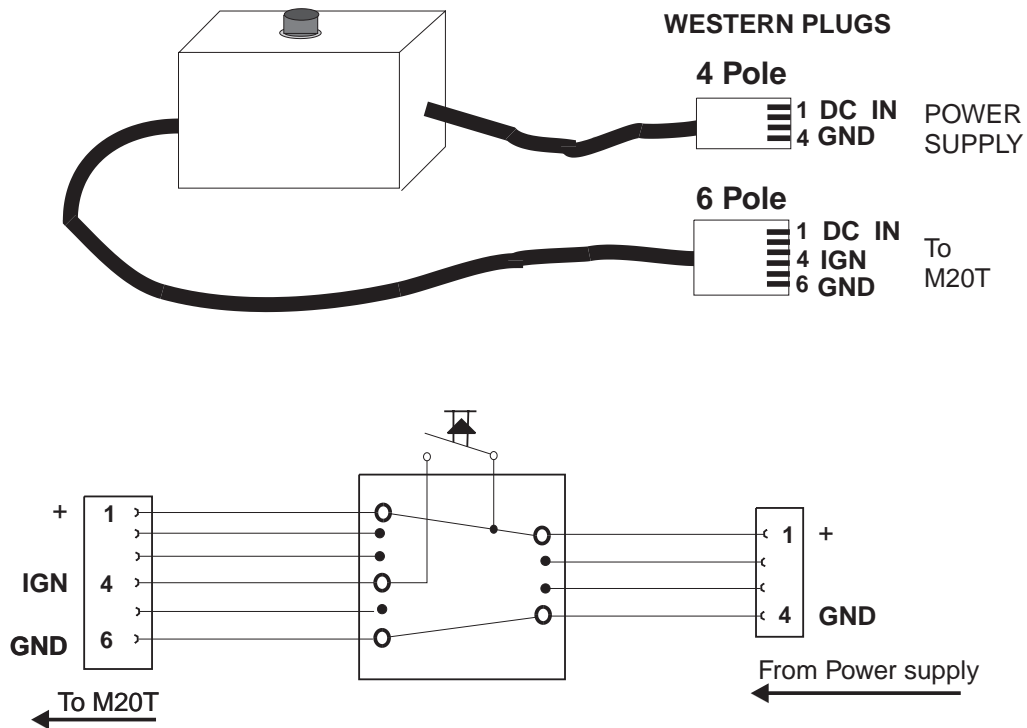 WESTERN PLUGS
4 Pole
1 DC IN
4 GND
POWER
SUPPLY
6 Pole
1 DC IN
4 IGN
6 GND
To
M20T
+ 1
IGN 4
GND 6
1 +
4 GND
To M20T
From Power supply